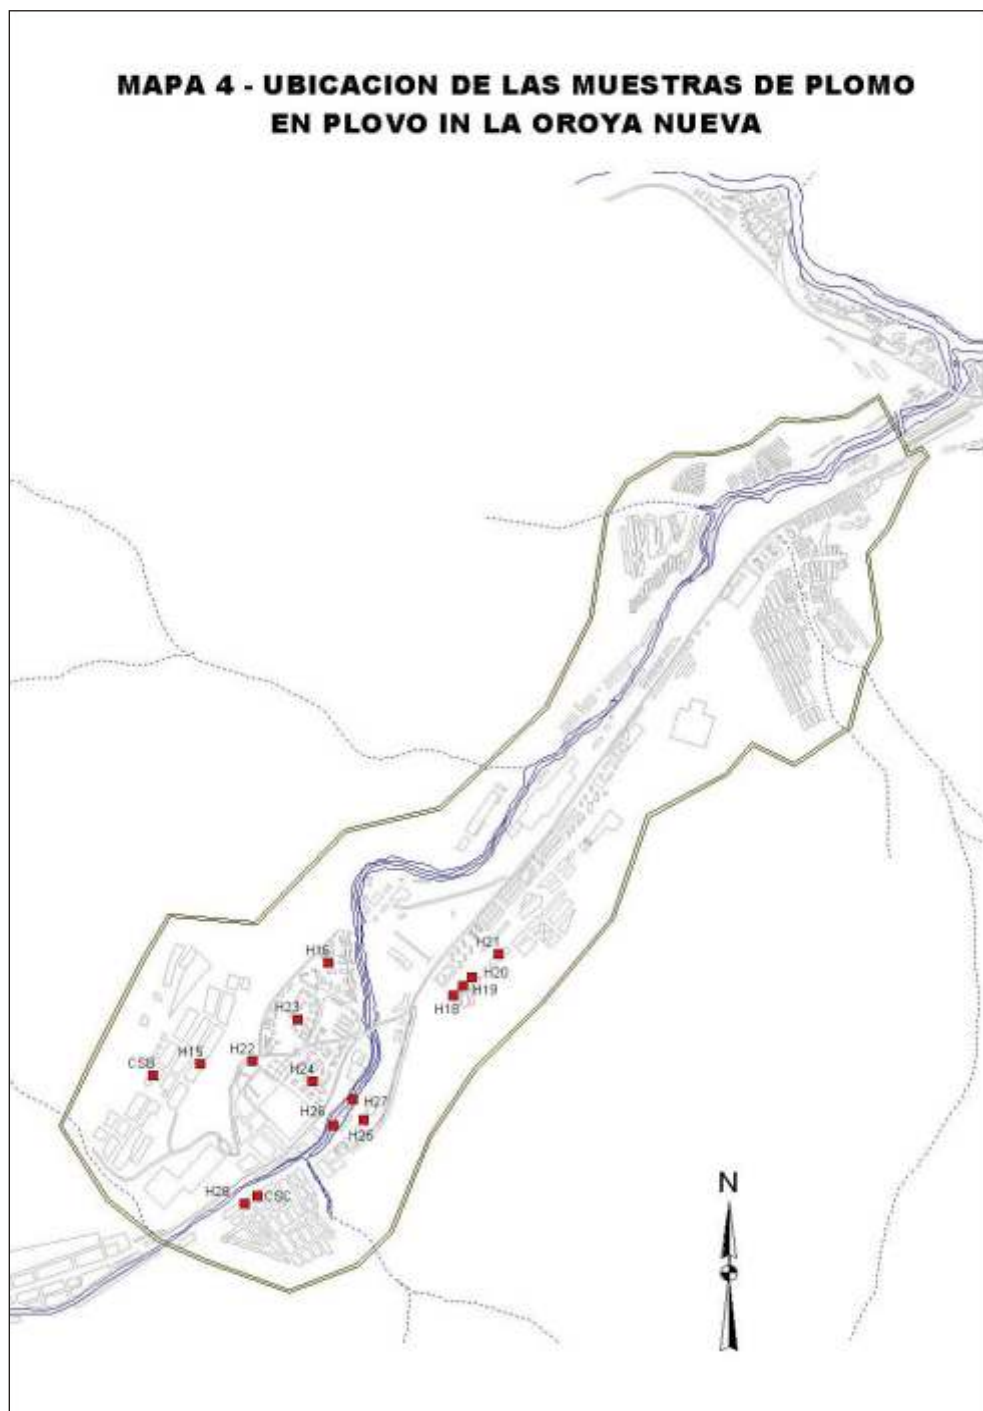 MAPA 4 - UBICACION DE LAS MUESTRAS DE PLOMO
EN PLOVO IN LA OROYA NUEVA
H21
H16
H20
H19
H18
H23
H22
H15
CSB
H24
H27
H26
H28
CSC
N